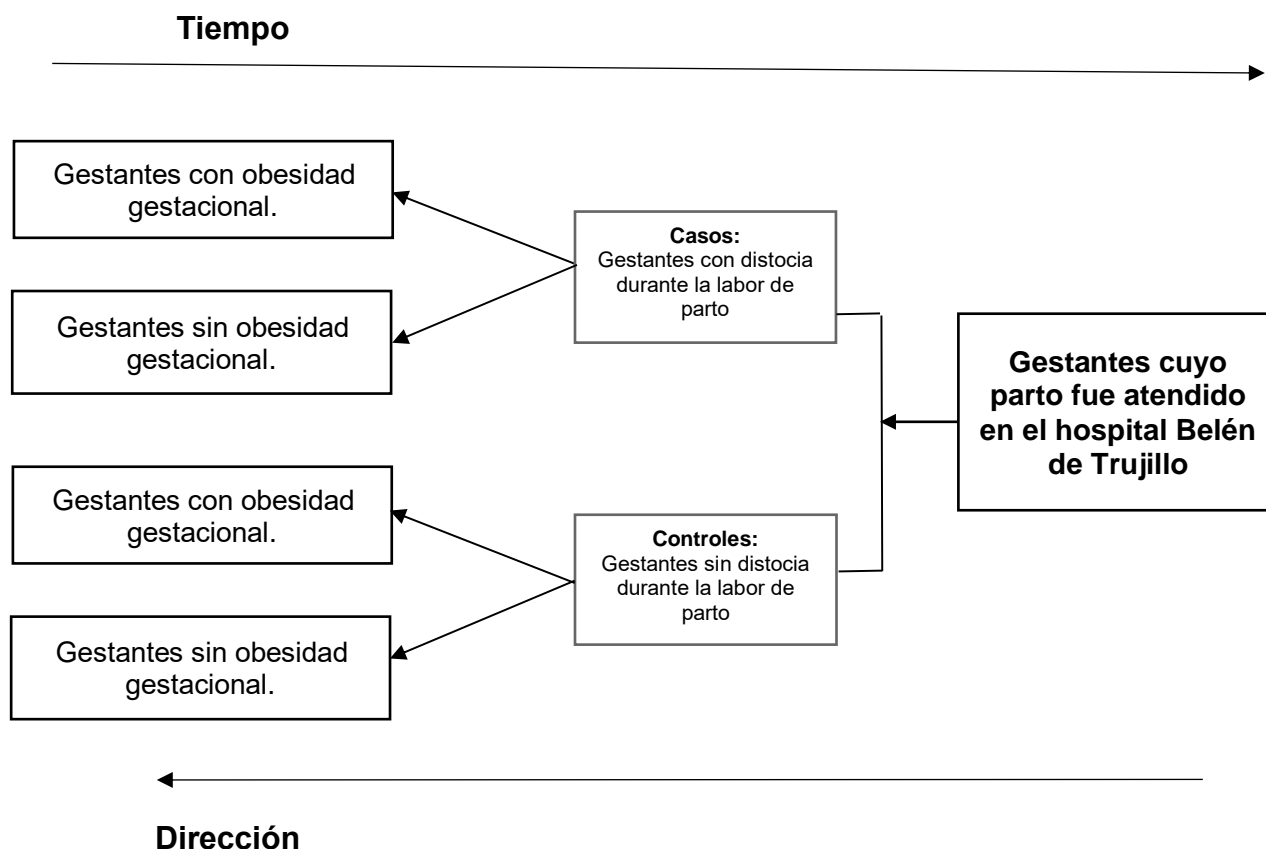 Tiempo
Gestantes con obesidad
gestacional.
Gestantes sin obesidad
gestacional.
Casos:
Gestantes con distocia
durante la labor de
parto
Gestantes cuyo
parto fue atendido
en el hospital Belén
de Trujillo
Gestantes con obesidad
gestacional.
Gestantes sin obesidad
gestacional.
Controles:
Gestantes sin distocia
durante la labor de
parto
Dirección